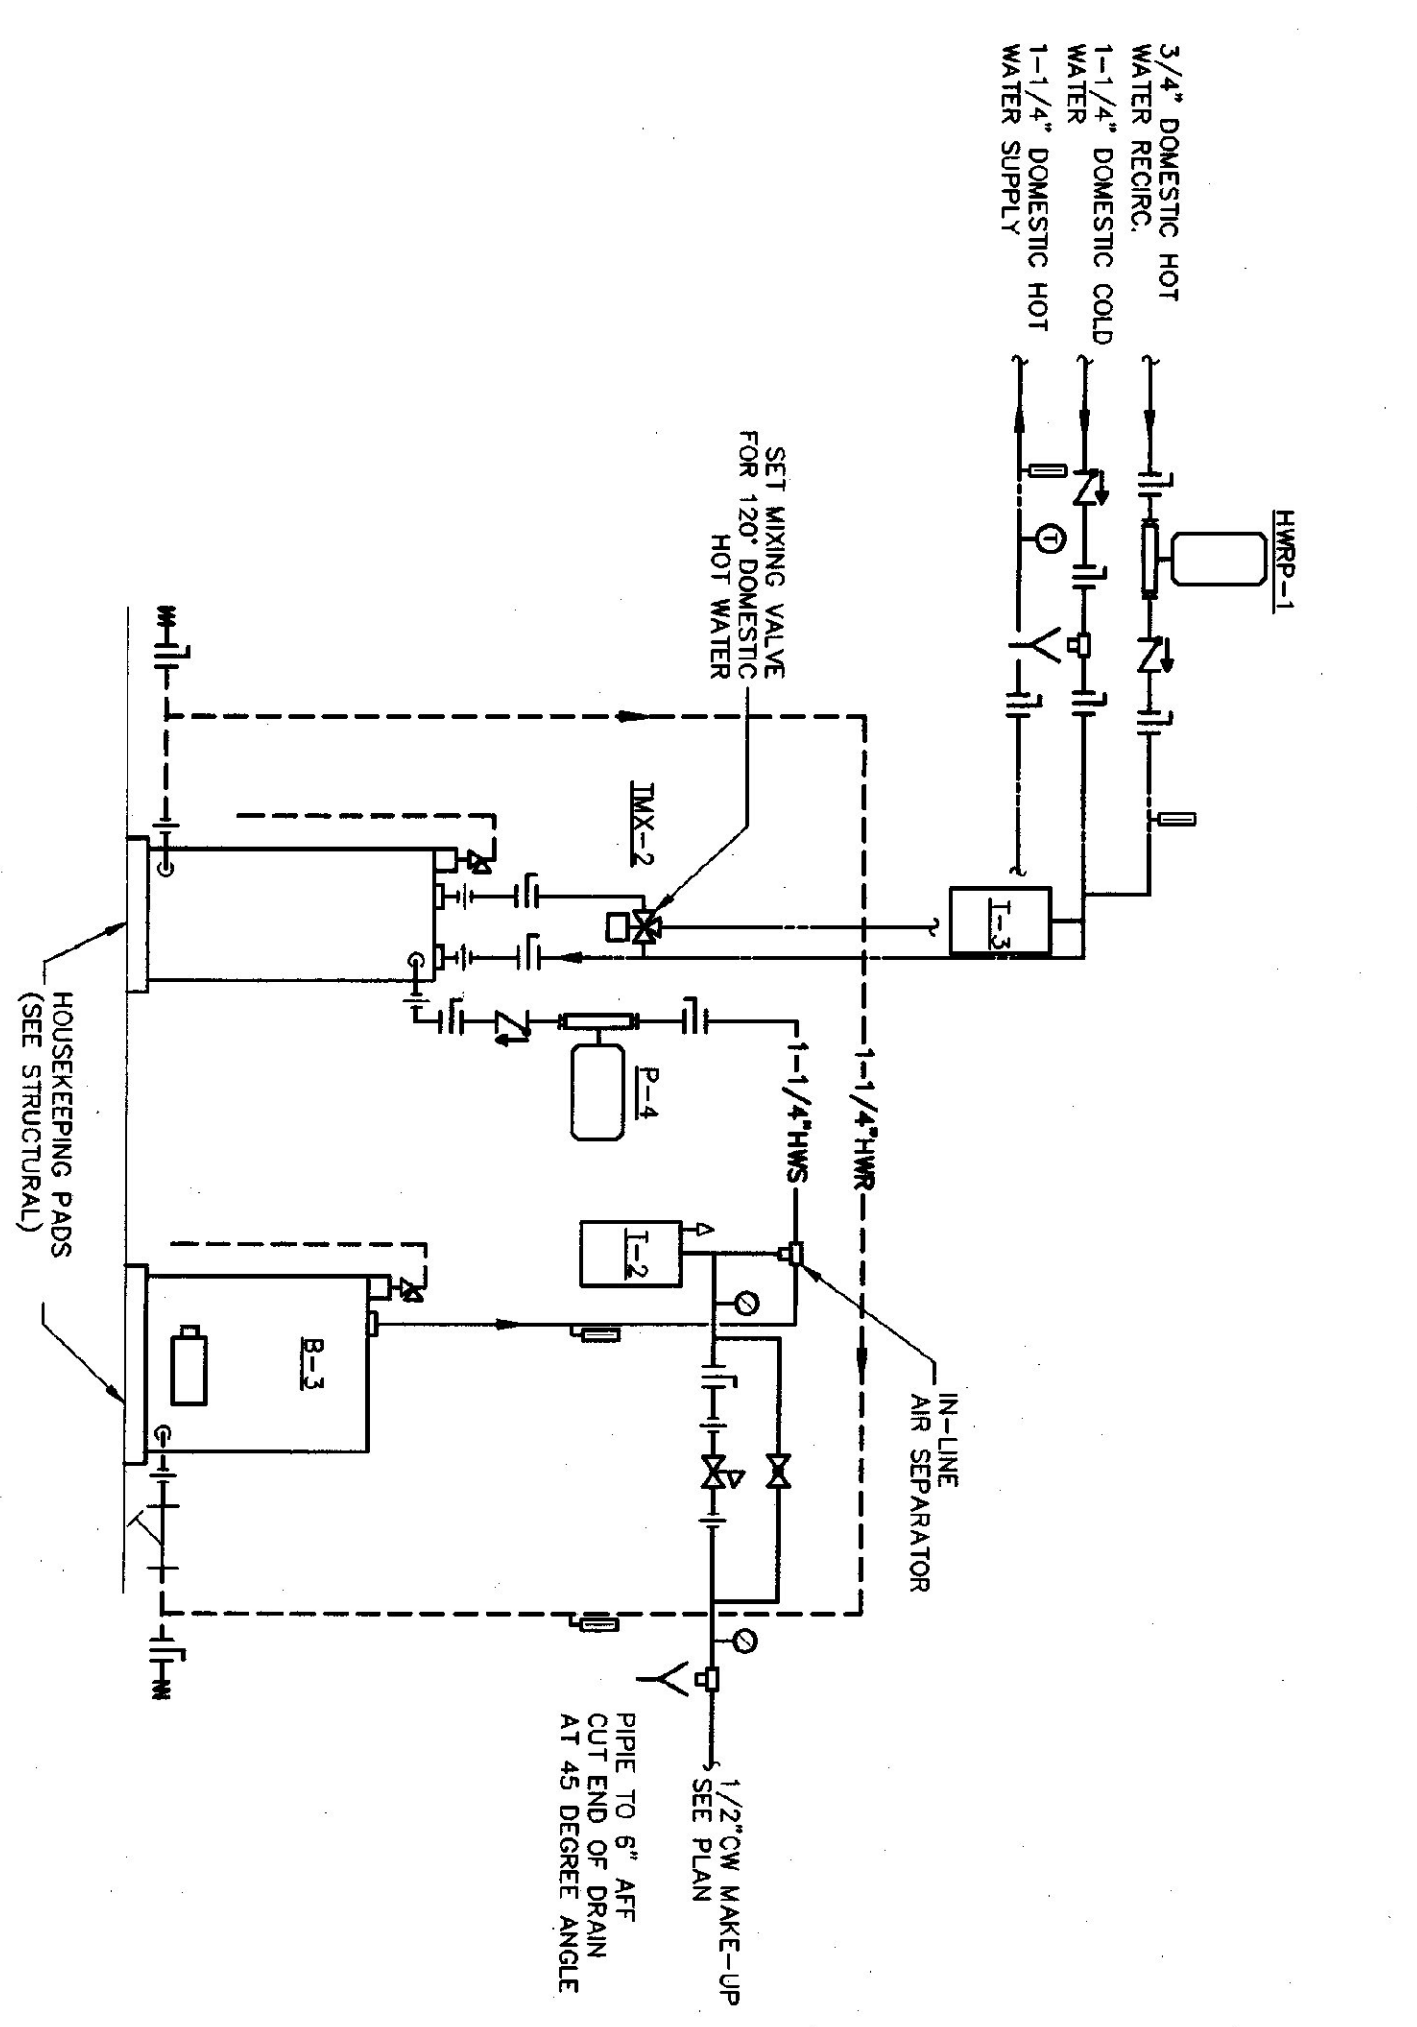 3/4" DOMESTIC HOT
WATER RECIRC.
1-1/4" DOMESTIC COLD
WATER
1-1/4" DOMESTIC HOT
WATER SUPPLY
HWRP-1
T
T-3
SET MIXING VALVE
FOR 120° DOMESTIC
HOT WATER
TMX-2
1-1/4"HWR
1-1/4"HWS
P-4
T-2
IN-LINE
AIR SEPARATOR
B-3
1/2"CW MAKE-UP
SEE PLAN
PIPIE TO 6" AFF
CUT END OF DRAIN
AT 45 DEGREE ANGLE
HOUSEKEEPING PADS
(SEE STRUCTURAL)